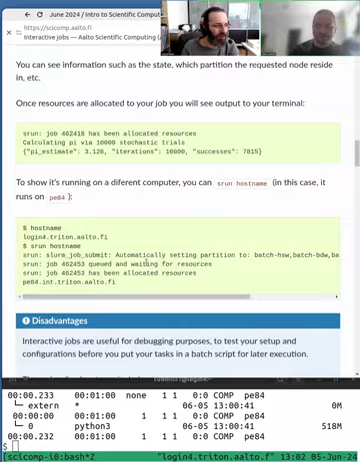 June 2024 / Intro to Scientific Comput
https://scicomp.aalto.fi
Interactive jobs — Aalto Scientific Computing (
You can see information such as the state, which partition the requested node reside
in, etc.
Once resources are allocated to your job you will see output to your terminal:
srun: job 462418 has been allocated resources
Calculating pi via 10000 stochastic trials
{"pi_estimate": 3.126, "iterations": 10000, "successes": 7815}
To show it's running on a diferent computer, you can srun hostname (in this case, it
runs on pe84 ):
$ hostname
login4.triton.aalto.fi
$ srun hostname
srun: slurm_job_submit: Automatically setting partition to: batch-hsw,batch-bdw,ba
srun: job 462453 queued and waiting for resources
srun: job 462453 has been allocated resources
pe84.int.triton.aalto.fi
Disadvantages
Interactive jobs are useful for debugging purposes, to test your setup and
configurations before you put your tasks in a batch script for later execution.
00:00.233 00:01:00 none 1 1 0:0 COMP pe84
└─ extern * 06-05 13:00:41 0M
00:00:00 00:01:00 1 1 0:0 COMP pe84
└─ 0 python3 06-05 13:00:41 518M
00:00.232 00:01:00 1 1 0:0 COMP pe84
$
[scicomp-i0:bash*Z "login4.triton.aalto.f" 13:02 05-Jun-24